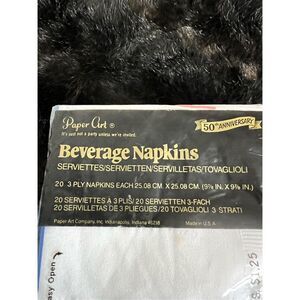 Paper Art®
It's just not a party unless we're invited.
50th ANNIVERSARY
Beverage Napkins
SERVIETTES/SERVIETTEN/SERVILLETAS/TOVAGLIOLI
20 3 PLY NAPKINS EACH 25.08 CM. X 25.08 CM. (9⅞ IN. X 9⅞ IN.)
20 SERVIETTES À 3 PLIS/20 SERVIETTEN 3-FACH
20 SERVILLETAS DE 3 PLIEGUES/20 TOVAGLIOLI 3 STRATI
Paper Art Company, Inc. Indianapolis, Indiana 46218
Made in U.S.A.
Easy Open
$1.25